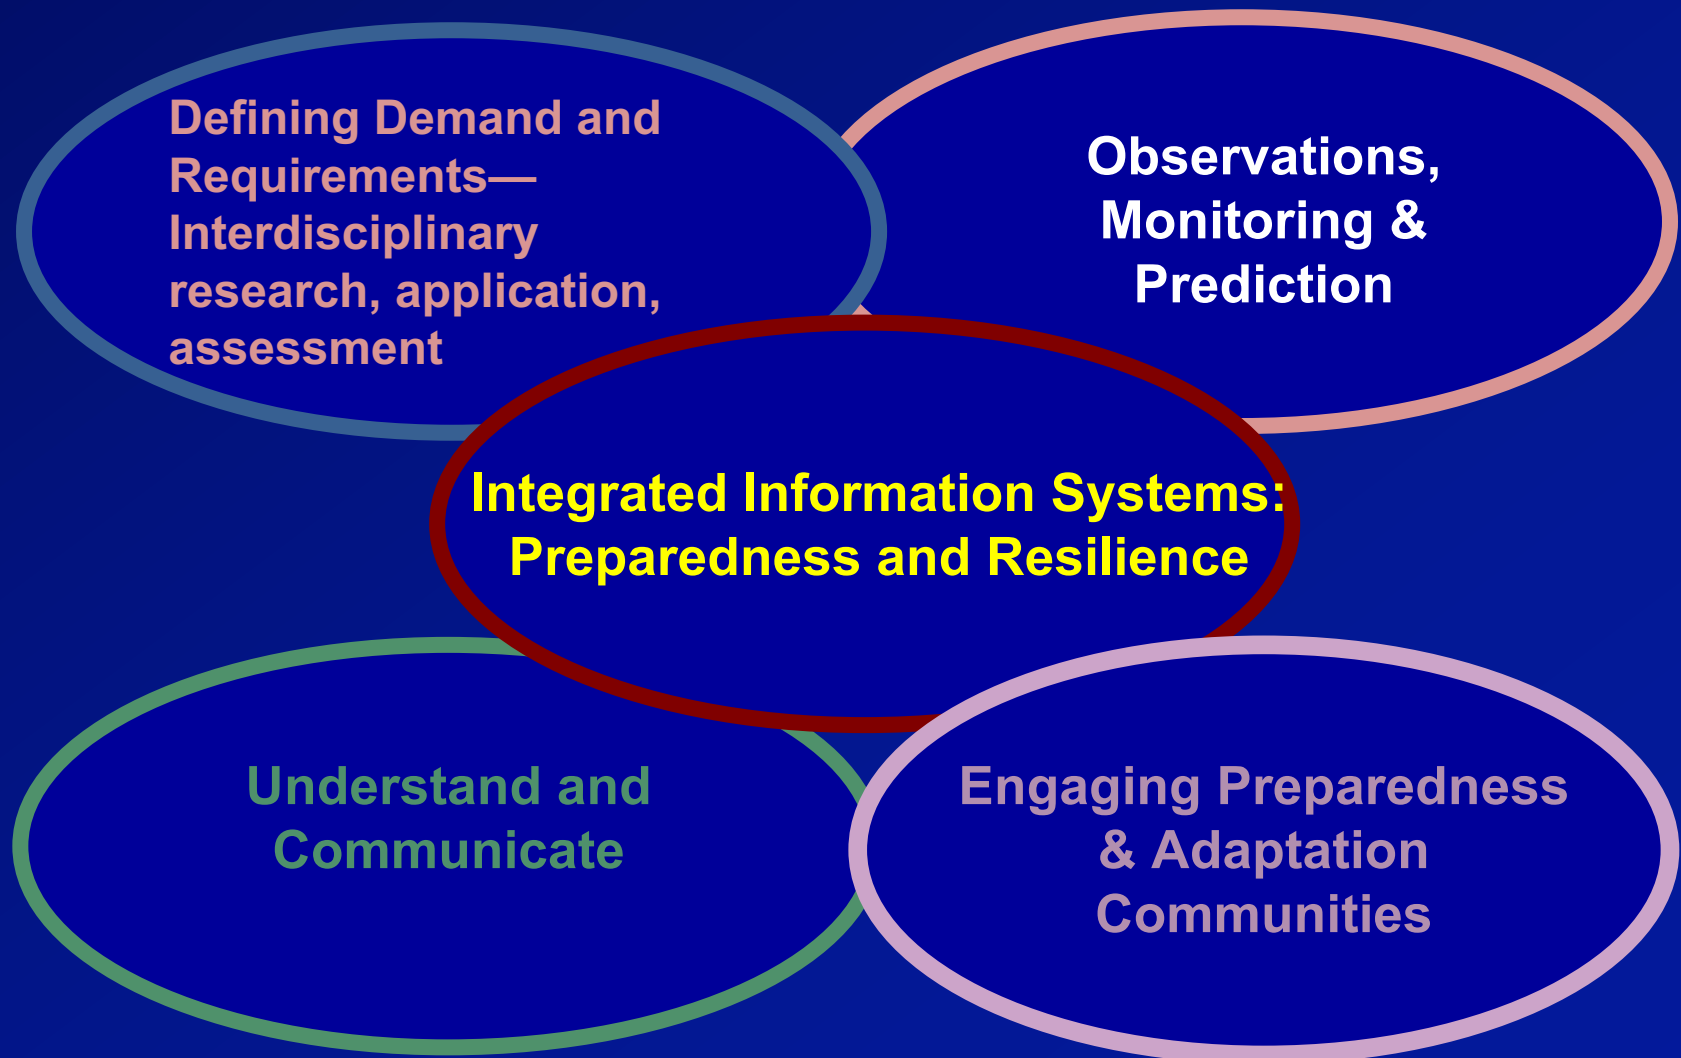 Defining Demand and
Requirements—
Interdisciplinary
research, application,
assessment
Observations,
Monitoring &
Prediction
Integrated Information Systems:
Preparedness and Resilience
Understand and
Communicate
Engaging Preparedness
& Adaptation
Communities